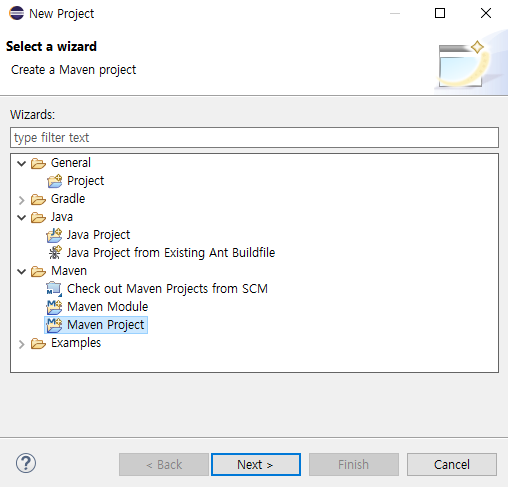 New Project
Select a wizard
Create a Maven project
Wizards:
type filter text
General
Project
Gradle
Java
Java Project
Java Project from Existing Ant Buildfile
Maven
Check out Maven Projects from SCM
Maven Module
Maven Project
Examples
? < Back Next > Finish Cancel